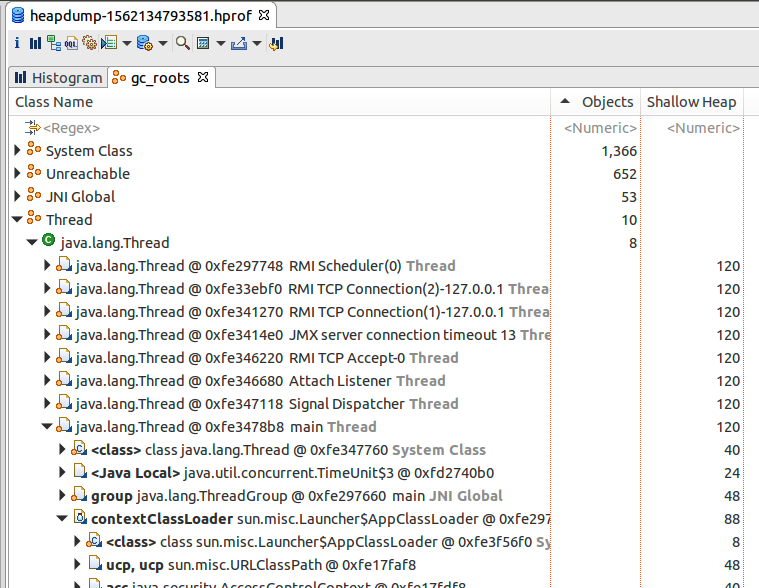 heapdump-1562134793581.hprof
i OQL
Histogram gc_roots
Class Name Objects Shallow Heap
<Regex> <Numeric> <Numeric>
System Class 1,366
Unreachable 652
JNI Global 53
Thread 10
java.lang.Thread 8
java.lang.Thread @ 0xfe297748 RMI Scheduler(0) Thread 120
java.lang.Thread @ 0xfe33ebf0 RMI TCP Connection(2)-127.0.0.1 Threa 120
java.lang.Thread @ 0xfe341270 RMI TCP Connection(1)-127.0.0.1 Threa 120
java.lang.Thread @ 0xfe3414e0 JMX server connection timeout 13 Thre 120
java.lang.Thread @ 0xfe346220 RMI TCP Accept-0 Thread 120
java.lang.Thread @ 0xfe346680 Attach Listener Thread 120
java.lang.Thread @ 0xfe347118 Signal Dispatcher Thread 120
java.lang.Thread @ 0xfe3478b8 main Thread 120
<class> class java.lang.Thread @ 0xfe347760 System Class 40
<Java Local> java.util.concurrent.TimeUnit$3 @ 0xfd2740b0 24
group java.lang.ThreadGroup @ 0xfe297660 main JNI Global 48
contextClassLoader sun.misc.Launcher$AppClassLoader @ 0xfe297 88
<class> class sun.misc.Launcher$AppClassLoader @ 0xfe3f56f0 Sy 8
ucp, ucp sun.misc.URLClassPath @ 0xfe17faf8 48
acc java.security.AccessControlContext @ 0xfe17fdf8 40